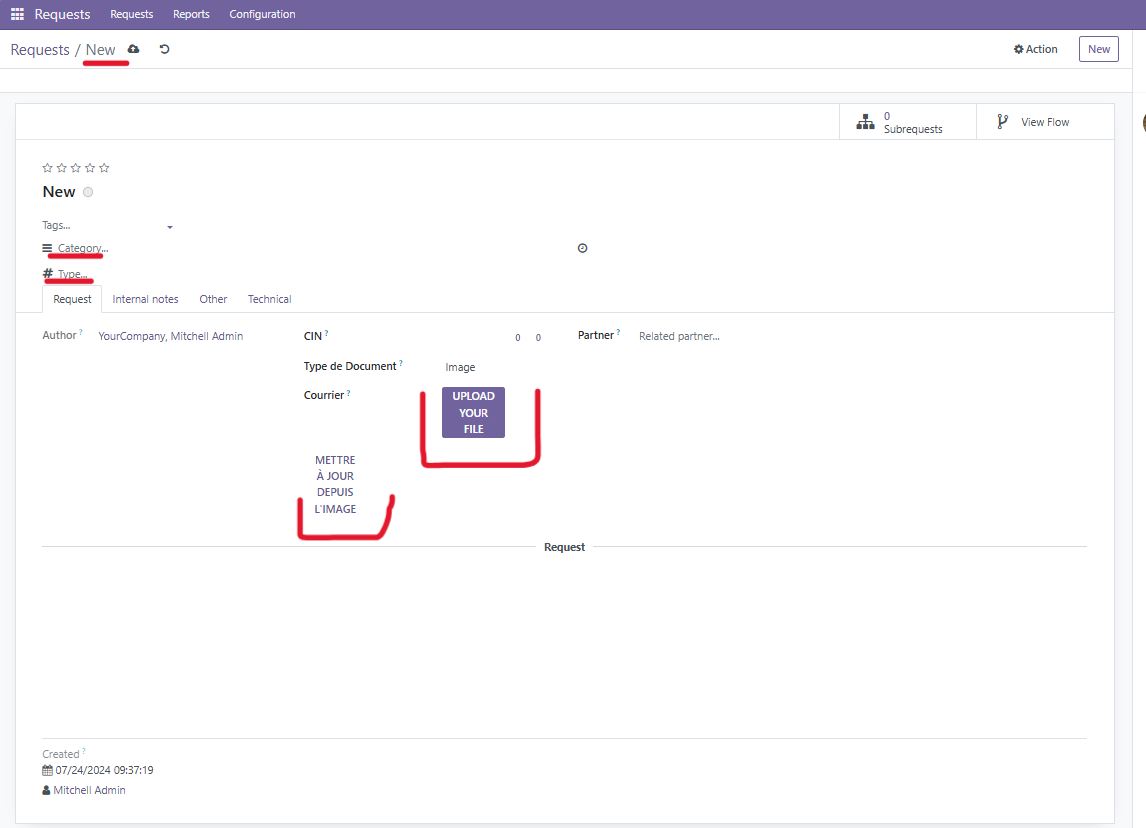 Requests Requests Reports Configuration
Requests / New Action New
0
Subrequests
View Flow
New
Tags...
Category...
# Type...
Request Internal notes Other Technical
Author ? YourCompany, Mitchell Admin CIN ? 0 0 Partner ? Related partner...
Type de Document ? Image
Courrier ? UPLOAD
YOUR
FILE
METTRE
À JOUR
DEPUIS
L'IMAGE
Request
Created ?
07/24/2024 09:37:19
Mitchell Admin